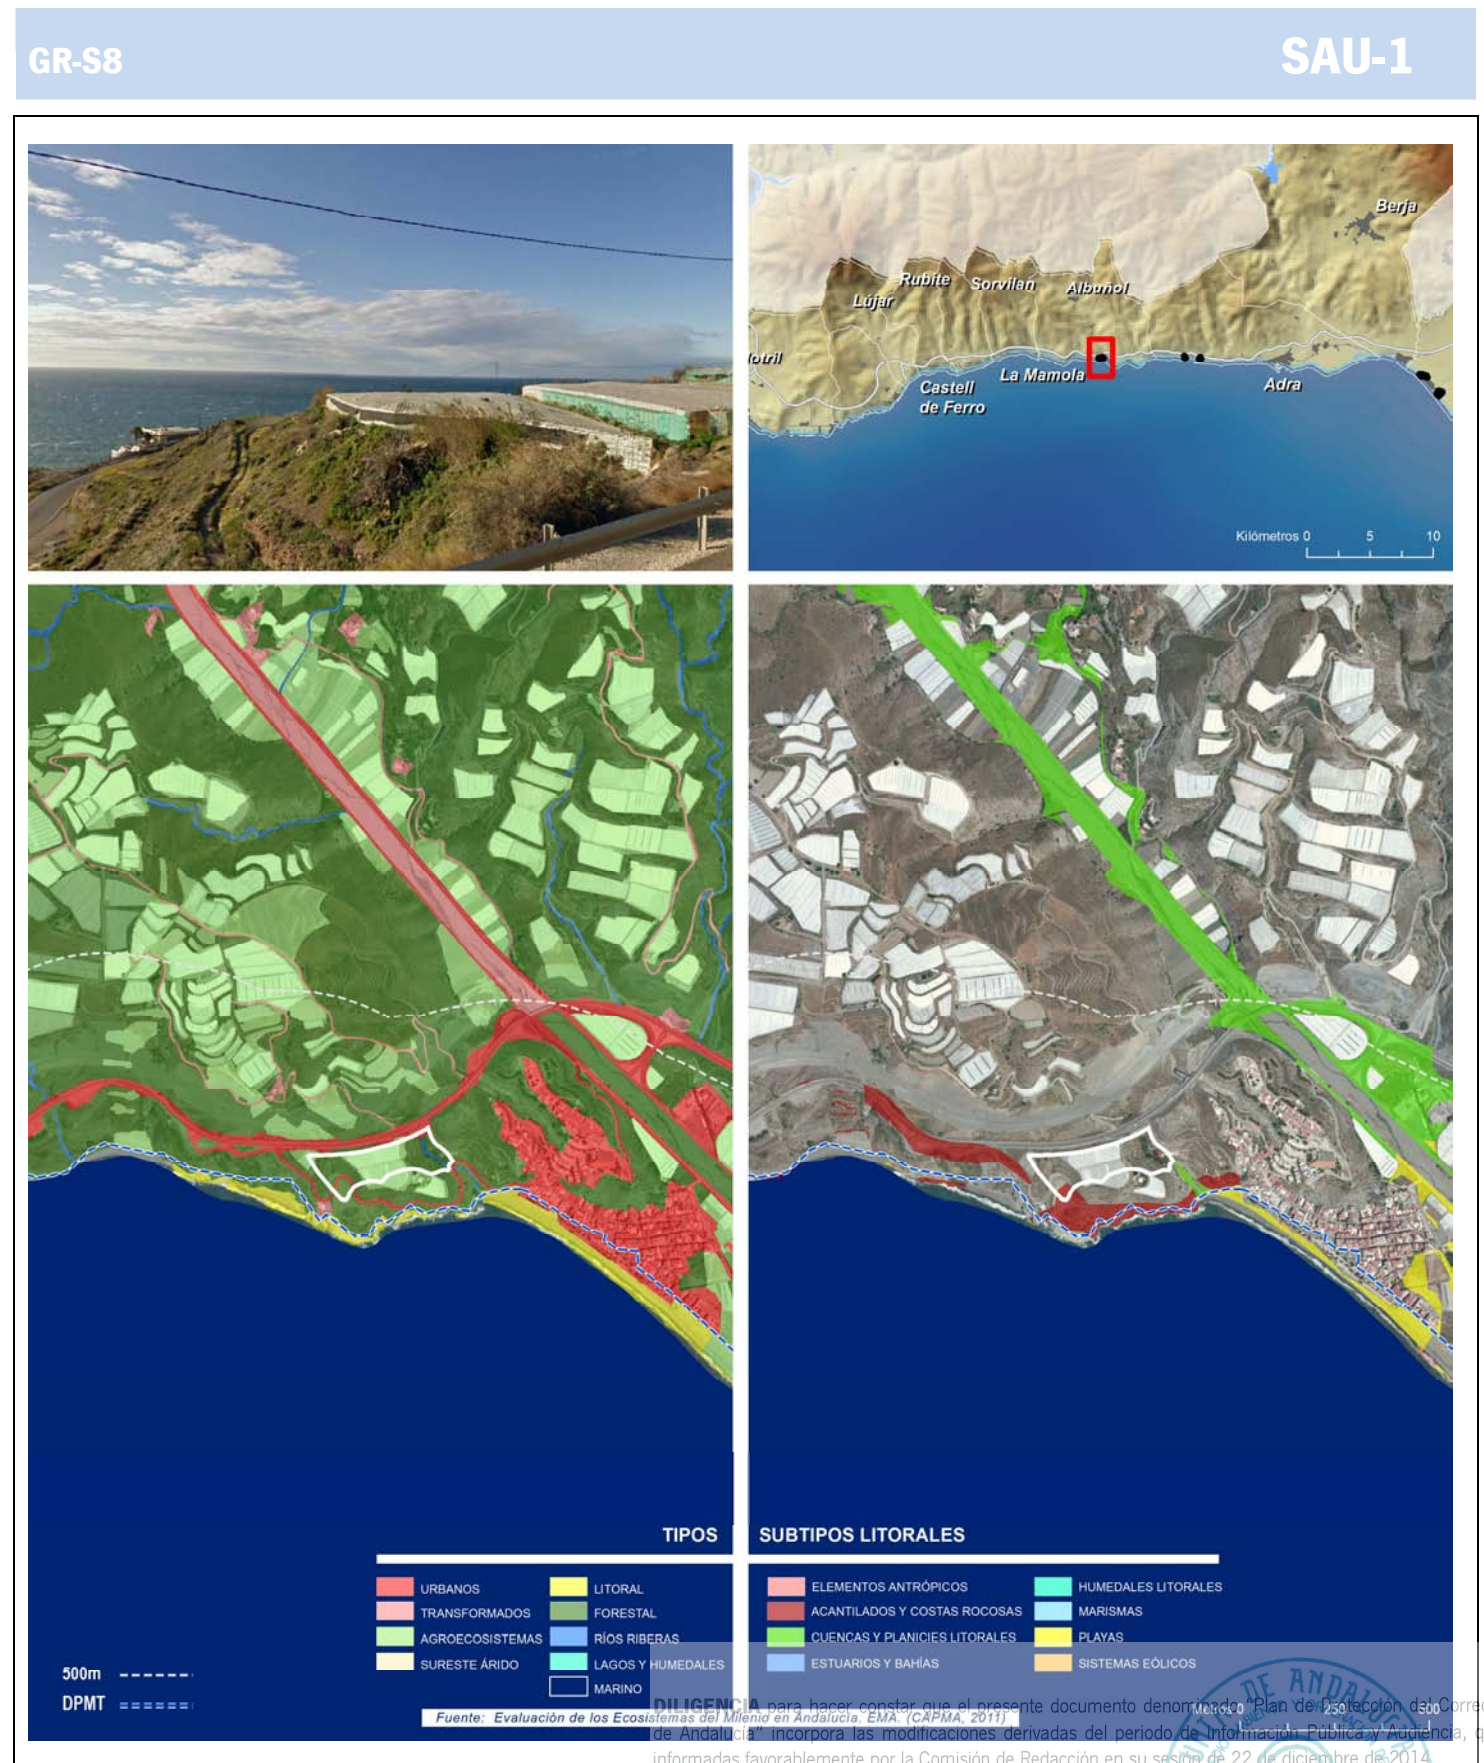 GR-S8
SAU-1
Berja
Rubite
Sorvilán
Albuñol
Lújar
otril
La Mamola
Castell
de Ferro
Adra
Kilómetros 0 5 10
TIPOS
SUBTIPOS LITORALES
URBANOS
TRANSFORMADOS
AGROECOSISTEMAS
SURESTE ÁRIDO
LITORAL
FORESTAL
RÍOS RIBERAS
LAGOS Y HUMEDALES
MARINO
ELEMENTOS ANTRÓPICOS
ACANTILADOS Y COSTAS ROCOSAS
CUENCAS Y PLANICIES LITORALES
ESTUARIOS Y BAHÍAS
HUMEDALES LITORALES
MARISMAS
PLAYAS
SISTEMAS EÓLICOS
500m
DPMT
Fuente: Evaluación de los Ecosistemas del Milenio en Andalucía. EMA. (CAPMA, 2011)
Metros 0 250 500
DILIGENCIA para hacer constar que el presente documento denominado "Plan de Protección del Corre
de Andalucía" incorpora las modificaciones derivadas del periodo de Información Pública y Audiencia,
informadas favorablemente por la Comisión de Redacción en su sesión de 22 de diciembre de 2014
DE ANDALUC